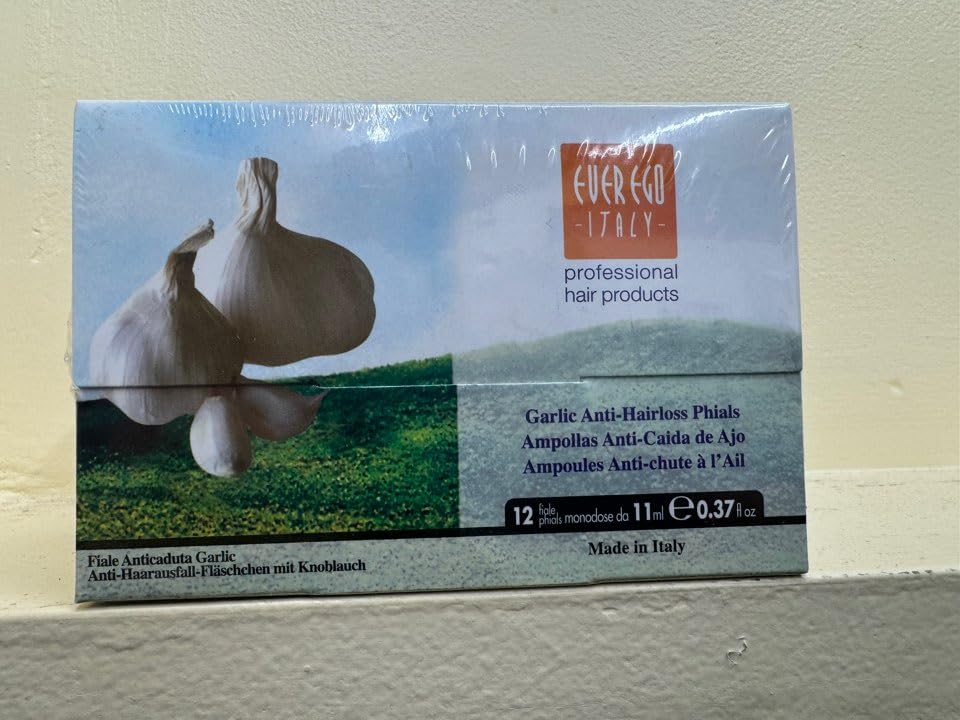 EVER EGO
-ITALY-
professional
hair products
Garlic Anti-Hairloss Phials
Ampollas Anti-Caida de Ajo
Ampoules Anti-chute à l'Ail
12 fiale phials monodose da 11ml ℮ 0.37 fl oz
Fiale Anticaduta Garlic
Anti-Haarausfall-Fläschchen mit Knoblauch
Made in Italy